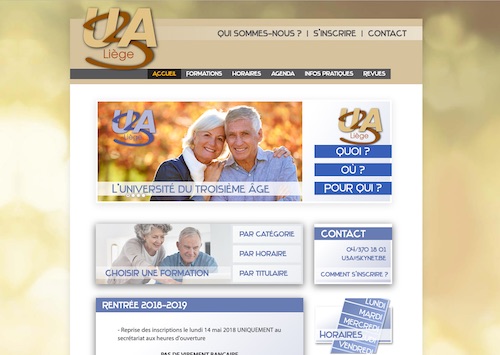 U3A
Liège
QUI SOMMES-NOUS ? | S'INSCRIRE | CONTACT
ACCUEIL FORMATIONS HORAIRES AGENDA INFOS PRATIQUES REVUES
U3A
Liège
L'UNIVERSITÉ DU TROISIÈME ÂGE
U3A
Liège
QUOI ?
OÙ ?
POUR QUI ?
CHOISIR UNE FORMATION
PAR CATÉGORIE
PAR HORAIRE
PAR TITULAIRE
CONTACT
04/370 18 01
U3A@SKYNET.BE
COMMENT S'INSCRIRE ?
RENTRÉE 2018-2019
- Reprise des inscriptions le lundi 14 mai 2018 UNIQUEMENT au
secrétariat aux heures d'ouverture
PAS DE VIREMENT BANCAIRE
LUNDI
MARDI
MERCREDI
HORAIRES
VENDREDI